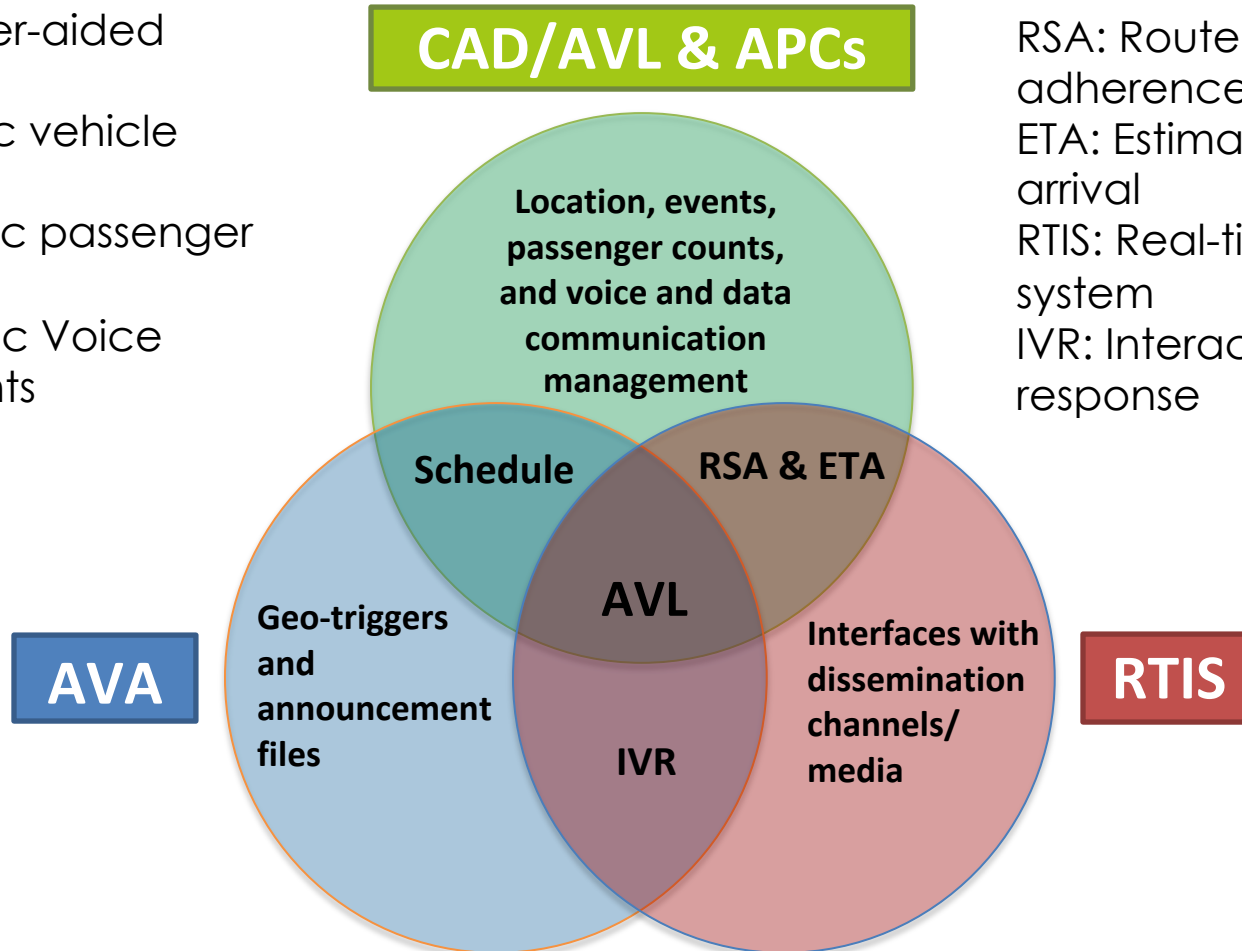 er-aided
c vehicle
c passenger
c Voice
nts
CAD/AVL & APCs
RSA: Route
adherence
ETA: Estima
arrival
RTIS: Real-ti
system
IVR: Interac
response
Location, events,
passenger counts,
and voice and data
communication
management
Schedule
RSA & ETA
AVL
Geo-triggers
and
announcement
files
Interfaces with
dissemination
channels/
media
AVA
RTIS
IVR